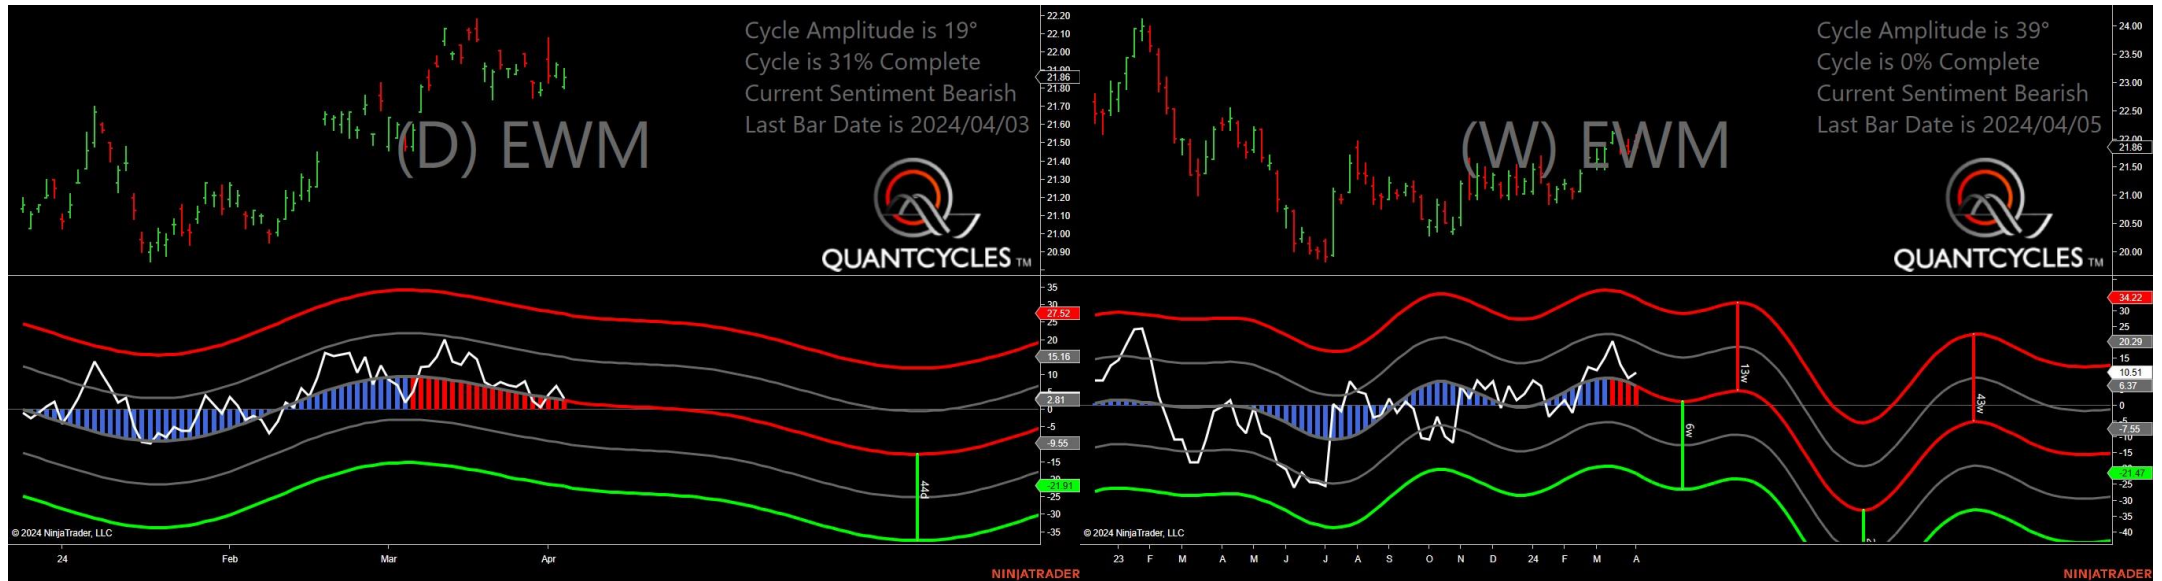 Cycle Amplitude is 19°
Cycle is 31% Complete
Current Sentiment Bearish
Last Bar Date is 2024/04/03
(D) EWM
QUANTCYCLES TM
22.20
22.10
22.00
21.90
21.86
21.80
21.70
21.60
21.50
21.40
21.30
21.20
21.10
21.00
20.90
35
30
27.52
25
20
15.16
10
5
2.81
0
-5
-9.55
-15
-21.91
-25
-30
-35
44d
© 2024 NinjaTrader, LLC
24 Feb Mar Apr
NINJATRADER
Cycle Amplitude is 39°
Cycle is 0% Complete
Current Sentiment Bearish
Last Bar Date is 2024/04/05
(W) EWM
QUANTCYCLES TM
24.00
23.50
23.00
22.50
22.00
21.86
21.50
21.00
20.50
20.00
34.22
30
25
20.29
15
10.51
6.37
0
-5
-7.55
-10
-15
-21.47
-25
-30
-35
-40
13w
6w
43w
© 2024 NinjaTrader, LLC
23 F M A M J J A S O N D 24 F M A
NINJATRADER